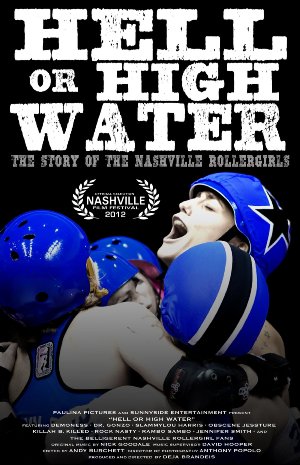 HELL
OR HIGH
WATER
THE STORY OF THE NASHVILLE ROLLERGIRLS
OFFICIAL SELECTION
NASHVILLE
FILM FESTIVAL
2012
PAULINA PICTURES AND SUNNYSIDE ENTERTAINMENT PRESENT
"HELL OR HIGH WATER"
FEATURING DEMONESS · DR. GONZO · SLAMMYLOU HARRIS · OBSCENE JESSTURE
KILLAH B. KILLED · ROCK NASTY · RAMBO SAMBO · JENNIFER SMITH · AND
THE BELLIGERENT NASHVILLE ROLLERGIRL FANS
ORIGINAL MUSIC BY NICK GOODALE MUSIC SUPERVISOR DAVID HOOPER
EDITED BY ANDY BURCHETT DIRECTOR OF PHOTOGRAPHY ANTHONY POPOLO
PRODUCED AND DIRECTED BY DEA BRANDEIS